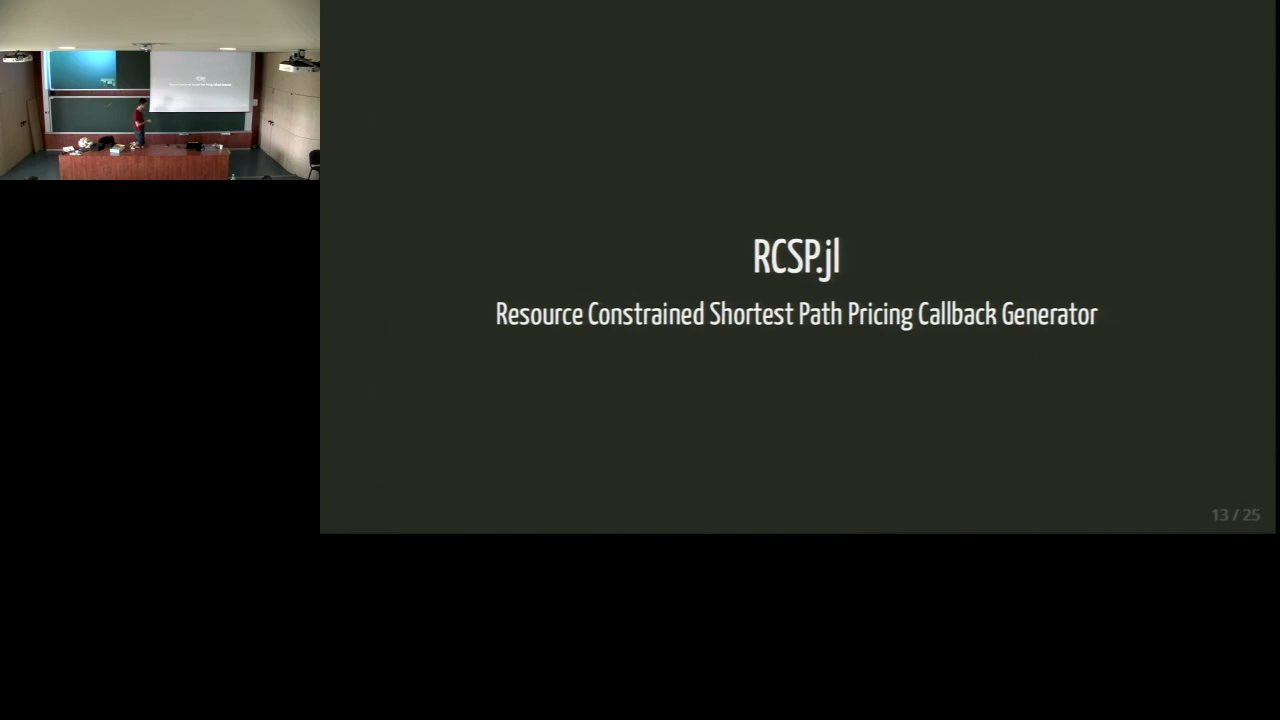 RCSP.jl
Resource Constrained Shortest Path Pricing Callback Generator
13 / 25